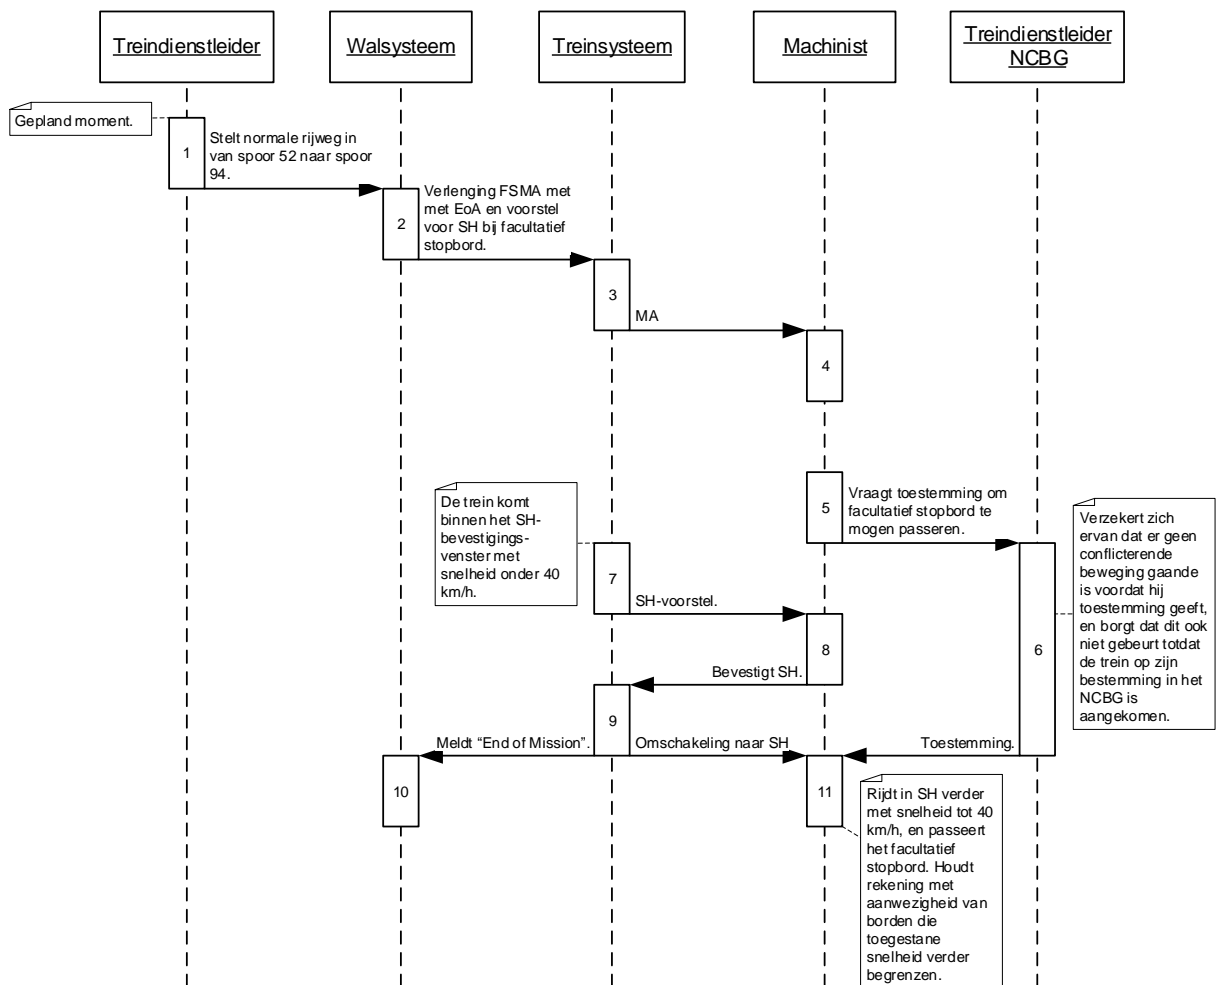 Treindienstleider
Walsysteem
Treinsysteem
Machinist
Treindienstleider
NCBG
Gepland moment.
1
Stelt normale rijweg in
van spoor 52 naar spoor
94.
2
Verlenging FSMA met
met EoA en voorstel
voor SH bij facultatief
stopbord.
3
MA
4
5
Vraagt toestemming om
facultatief stopbord te
mogen passeren.
De trein komt
binnen het SH-
bevestigings-
venster met
snelheid onder 40
km/h.
7
SH-voorstel.
8
6
Verzekert zich
ervan dat er geen
conflicterende
beweging gaande
is voordat hij
toestemming geeft,
en borgt dat dit ook
niet gebeurt totdat
de trein op zijn
bestemming in het
NCBG is
aangekomen.
Bevestigt SH.
9
Meldt “End of Mission”.
Omschakeling naar SH
Toestemming.
10
11
Rijdt in SH verder
met snelheid tot 40
km/h, en passeert
het facultatief
stopbord. Houdt
rekening met
aanwezigheid van
borden die
toegestane
snelheid verder
begrenzen.